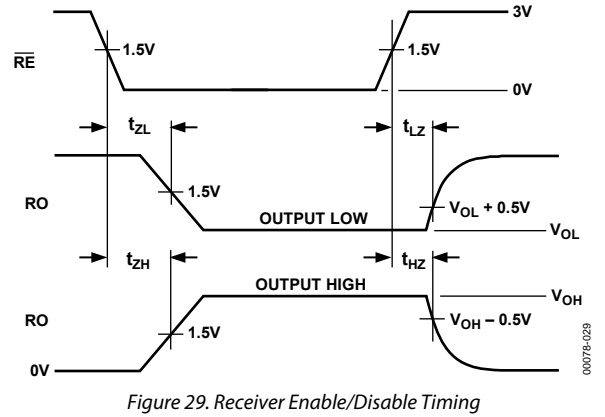 3V
1.5V
1.5V
RE
0V
tZL
tLZ
1.5V
RO
OUTPUT LOW
VOL + 0.5V
VOL
tZH
tHZ
OUTPUT HIGH
VOH
RO
1.5V
VOH – 0.5V
0V
00078-029
Figure 29. Receiver Enable/Disable Timing